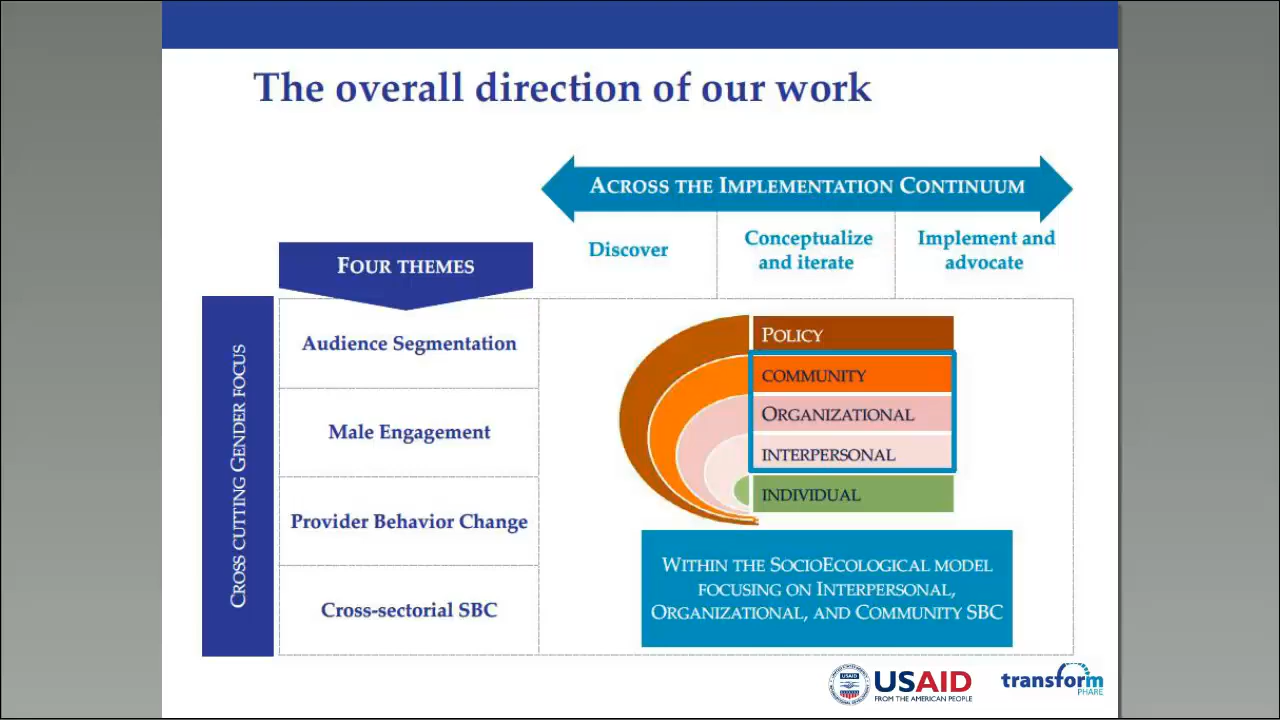 The overall direction of our work
ACROSS THE IMPLEMENTATION CONTINUUM
Discover
Conceptualize
and iterate
Implement and
advocate
FOUR THEMES
CROSS CUTTING GENDER FOCUS
Audience Segmentation
Male Engagement
Provider Behavior Change
Cross-sectorial SBC
POLICY
COMMUNITY
ORGANIZATIONAL
INTERPERSONAL
INDIVIDUAL
WITHIN THE SOCIOECOLOGICAL MODEL
FOCUSING ON INTERPERSONAL,
ORGANIZATIONAL, AND COMMUNITY SBC
USAID
USAID
FROM THE AMERICAN PEOPLE
transform
PHARE